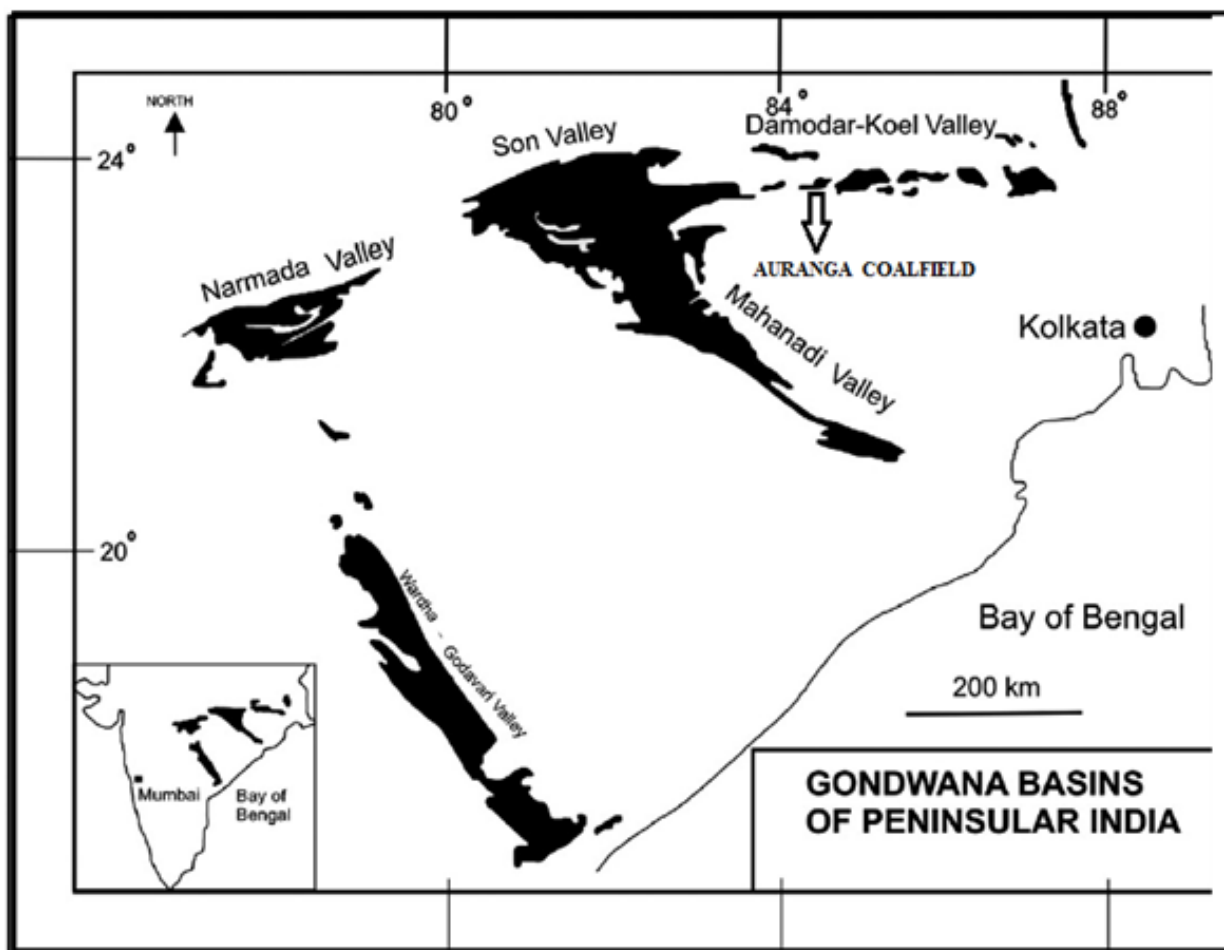 NORTH
80°
84°
88°
24°
Son Valley
Damodar-Koel Valley
AURANGA COALFIELD
Narmada Valley
Mahanadi Valley
Kolkata
20°
Wardha - Godavari Valley
Bay of Bengal
200 km
Mumbai
Bay of
Bengal
GONDWANA BASINS
OF PENINSULAR INDIA